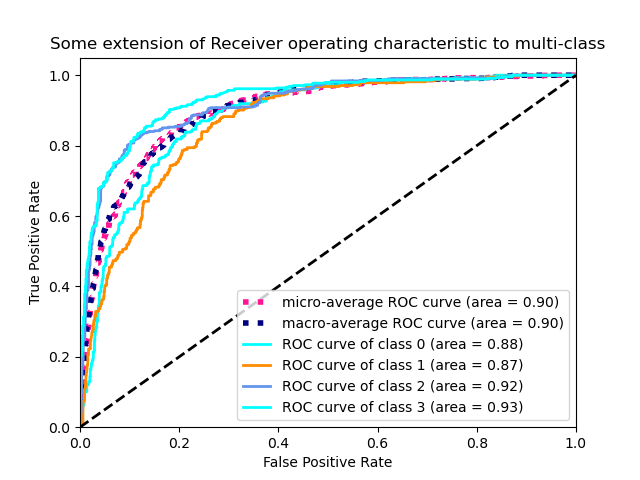 Some extension of Receiver operating characteristic to multi-class
1.0
0.8
0.6
0.4
0.2
0.0
True Positive Rate
micro-average ROC curve (area = 0.90)
macro-average ROC curve (area = 0.90)
ROC curve of class 0 (area = 0.88)
ROC curve of class 1 (area = 0.87)
ROC curve of class 2 (area = 0.92)
ROC curve of class 3 (area = 0.93)
0.0 0.2 0.4 0.6 0.8 1.0
False Positive Rate